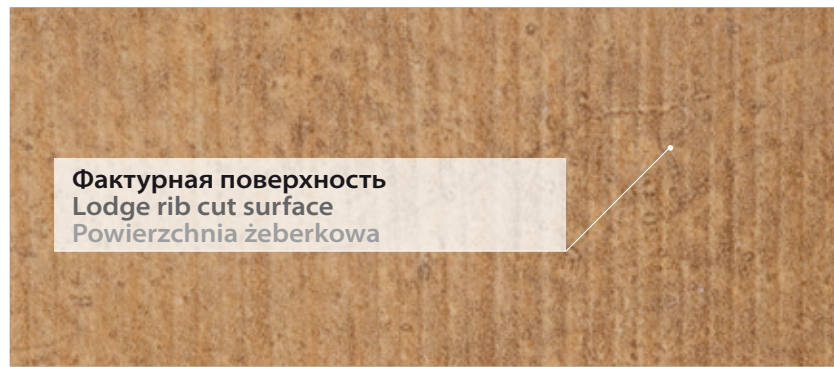 Фактурная поверхность
Lodge rib cut surface
Powierzchnia żeberkowa